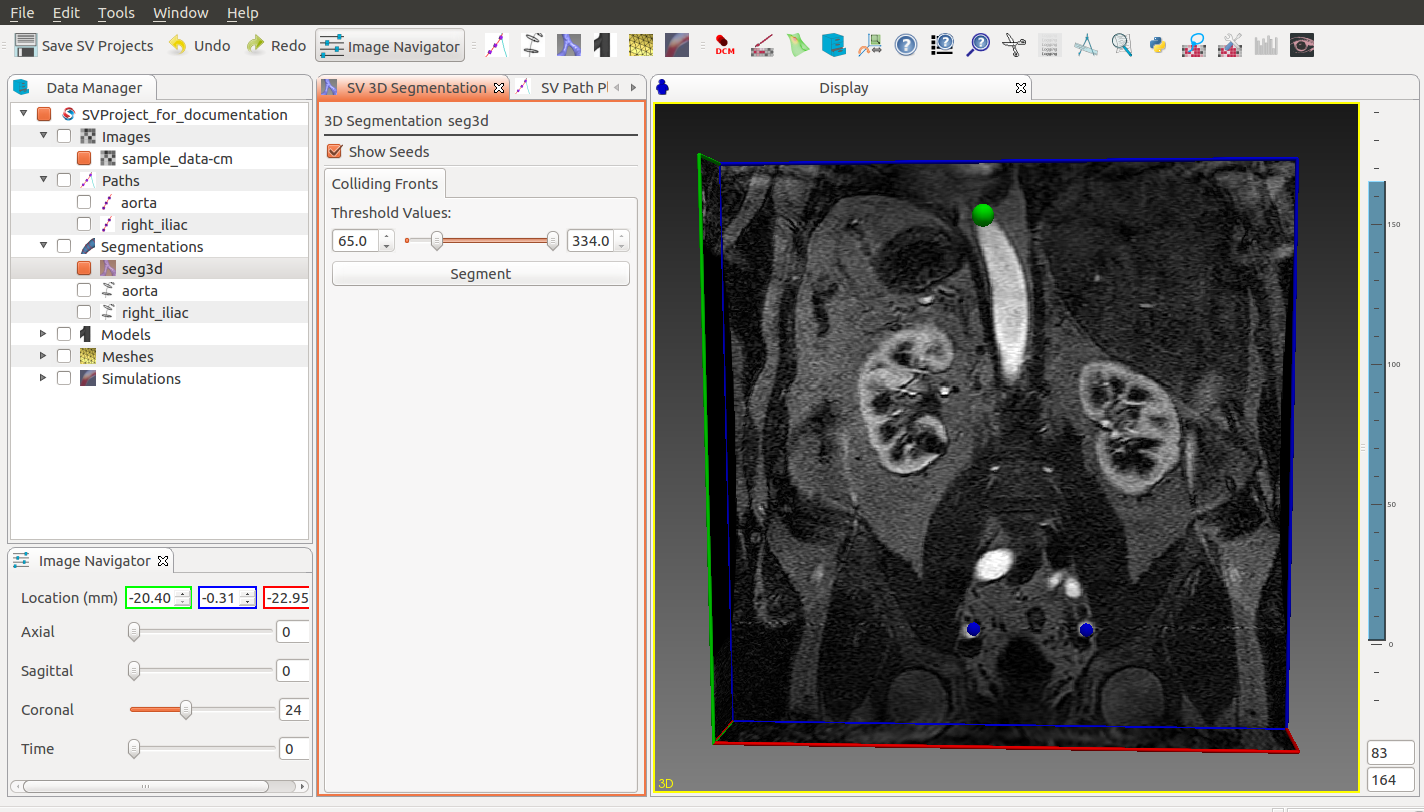 File Edit Tools Window Help
Save SV Projects Undo Redo Image Navigator DCM
Data Manager
SVProject_for_documentation
Images
sample_data-cm
Paths
aorta
right_iliac
Segmentations
seg3d
aorta
right_iliac
Models
Meshes
Simulations
Image Navigator
Location (mm) -20.40 -0.31 -22.95
Axial 0
Sagittal 0
Coronal 24
Time 0
SV 3D Segmentation SV Path Pl
3D Segmentation seg3d
Show Seeds
Colliding Fronts
Threshold Values:
65.0 334.0
Segment
Display
3D
150
100
50
0
83
164